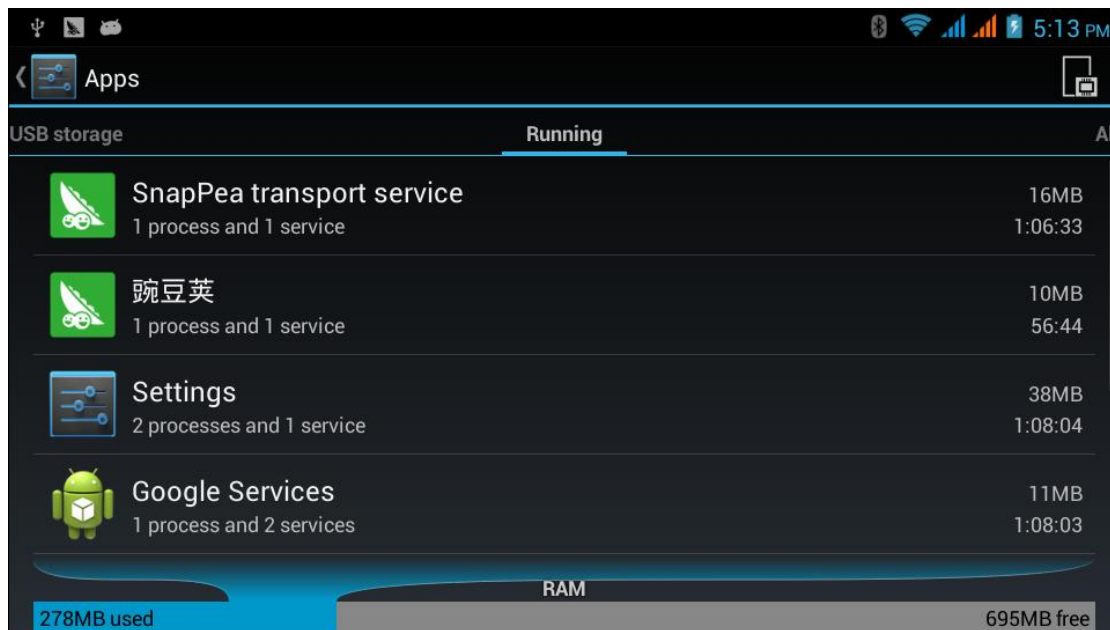 5:13 PM
Apps
USB storage
Running
A
SnapPea transport service
16MB
1 process and 1 service
1:06:33
豌豆荚
10MB
1 process and 1 service
56:44
Settings
38MB
2 processes and 1 service
1:08:04
Google Services
11MB
1 process and 2 services
1:08:03
RAM
278MB used
695MB free